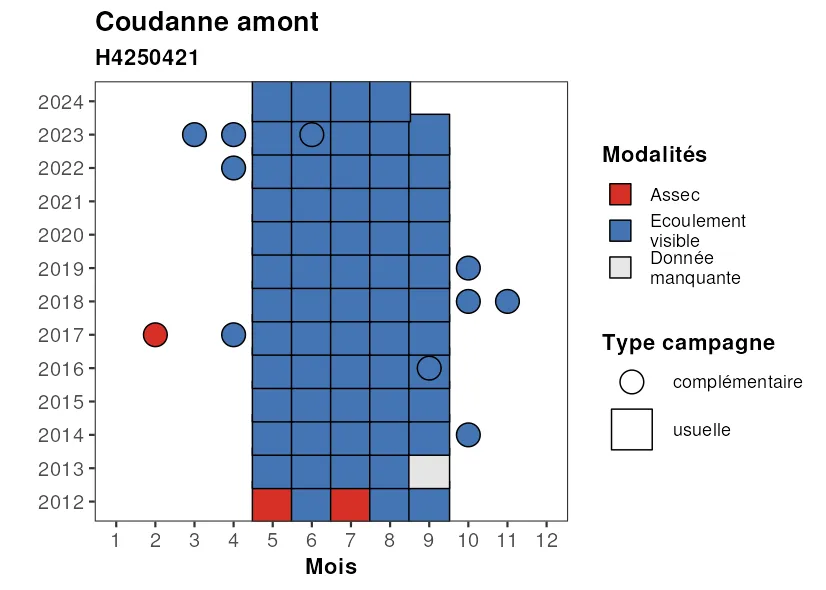 Coudanne amont
H4250421
2024
2023
2022
2021
2020
2019
2018
2017
2016
2015
2014
2013
2012
1 2 3 4 5 6 7 8 9 10 11 12
Mois
Modalités
Assec
Ecoulement
visible
Donnée
manquante
Type campagne
complémentaire
usuelle